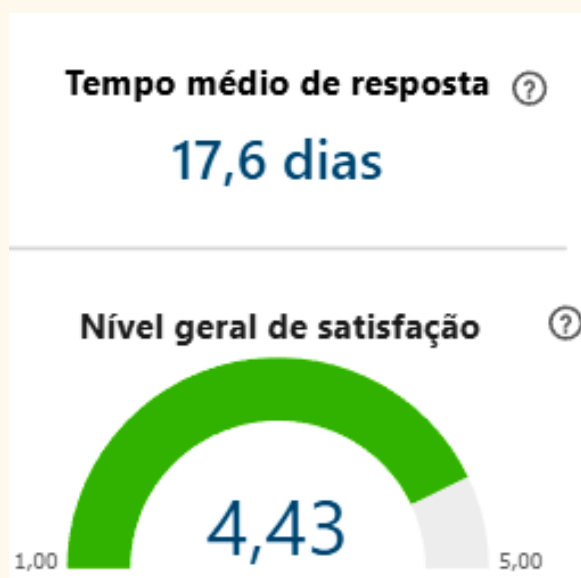 Tempo médio de resposta ?
17,6 dias
Nível geral de satisfação ?
4,43
1,00 5,00